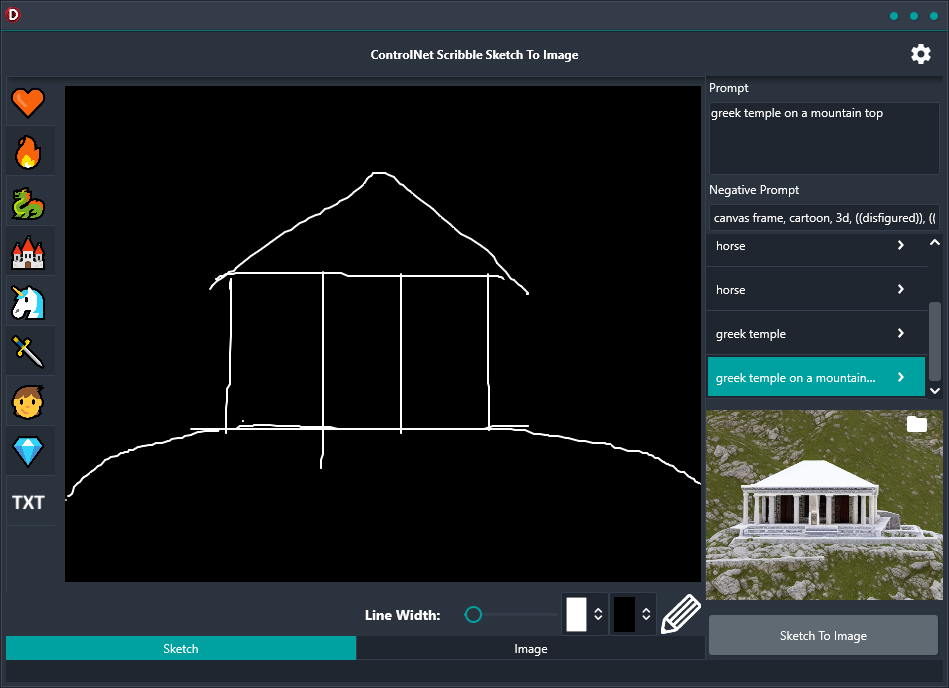 D
ControlNet Scribble Sketch To Image
Prompt
greek temple on a mountain top
Negative Prompt
canvas frame, cartoon, 3d, ((disfigured)), ((
horse
horse
greek temple
greek temple on a mountain...
TXT
Line Width:
Sketch To Image
Sketch
Image